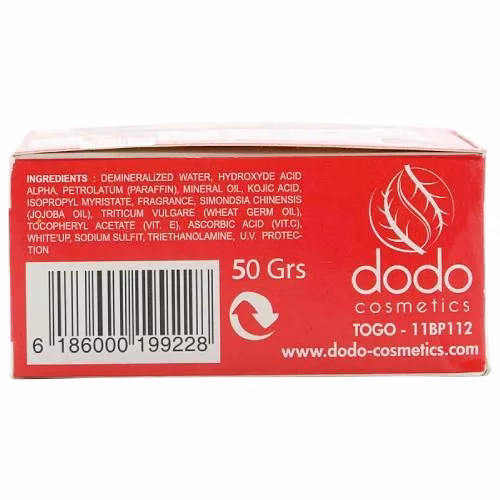 INGREDIENTS : DEMINERALIZED WATER, HYDROXYDE ACID
ALPHA, PETROLATUM (PARAFFIN), MINERAL OIL, KOJIC ACID,
ISOPROPYL MYRISTATE, FRAGRANCE, SIMONDSIA CHINENSIS
(JOJOBA OIL), TRITICUM VULGARE (WHEAT GERM OIL),
TOCOPHERYL ACETATE (VIT. E), ASCORBIC ACID (VIT.C),
WHITE'UP, SODIUM SULFIT, TRIETHANOLAMINE, U.V. PROTEC-
TION
50 Grs
6 186000 199228
dodo
cosmetics
TOGO - 11BP112
www.dodo-cosmetics.com